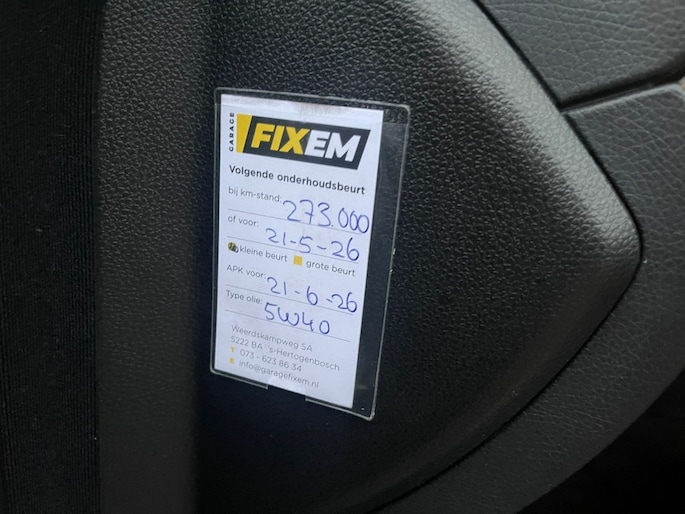 GARAGE
FIXEM
Volgende onderhoudsbeurt
bij km-stand: 273.000
of voor: 21-5-26
kleine beurt grote beurt
APK voor: 21-6-26
Type olie: 5W40
Weerdskampweg 5A
5222 BA 's-Hertogenbosch
T 073 - 623 86 34
E info@garagefixem.nl